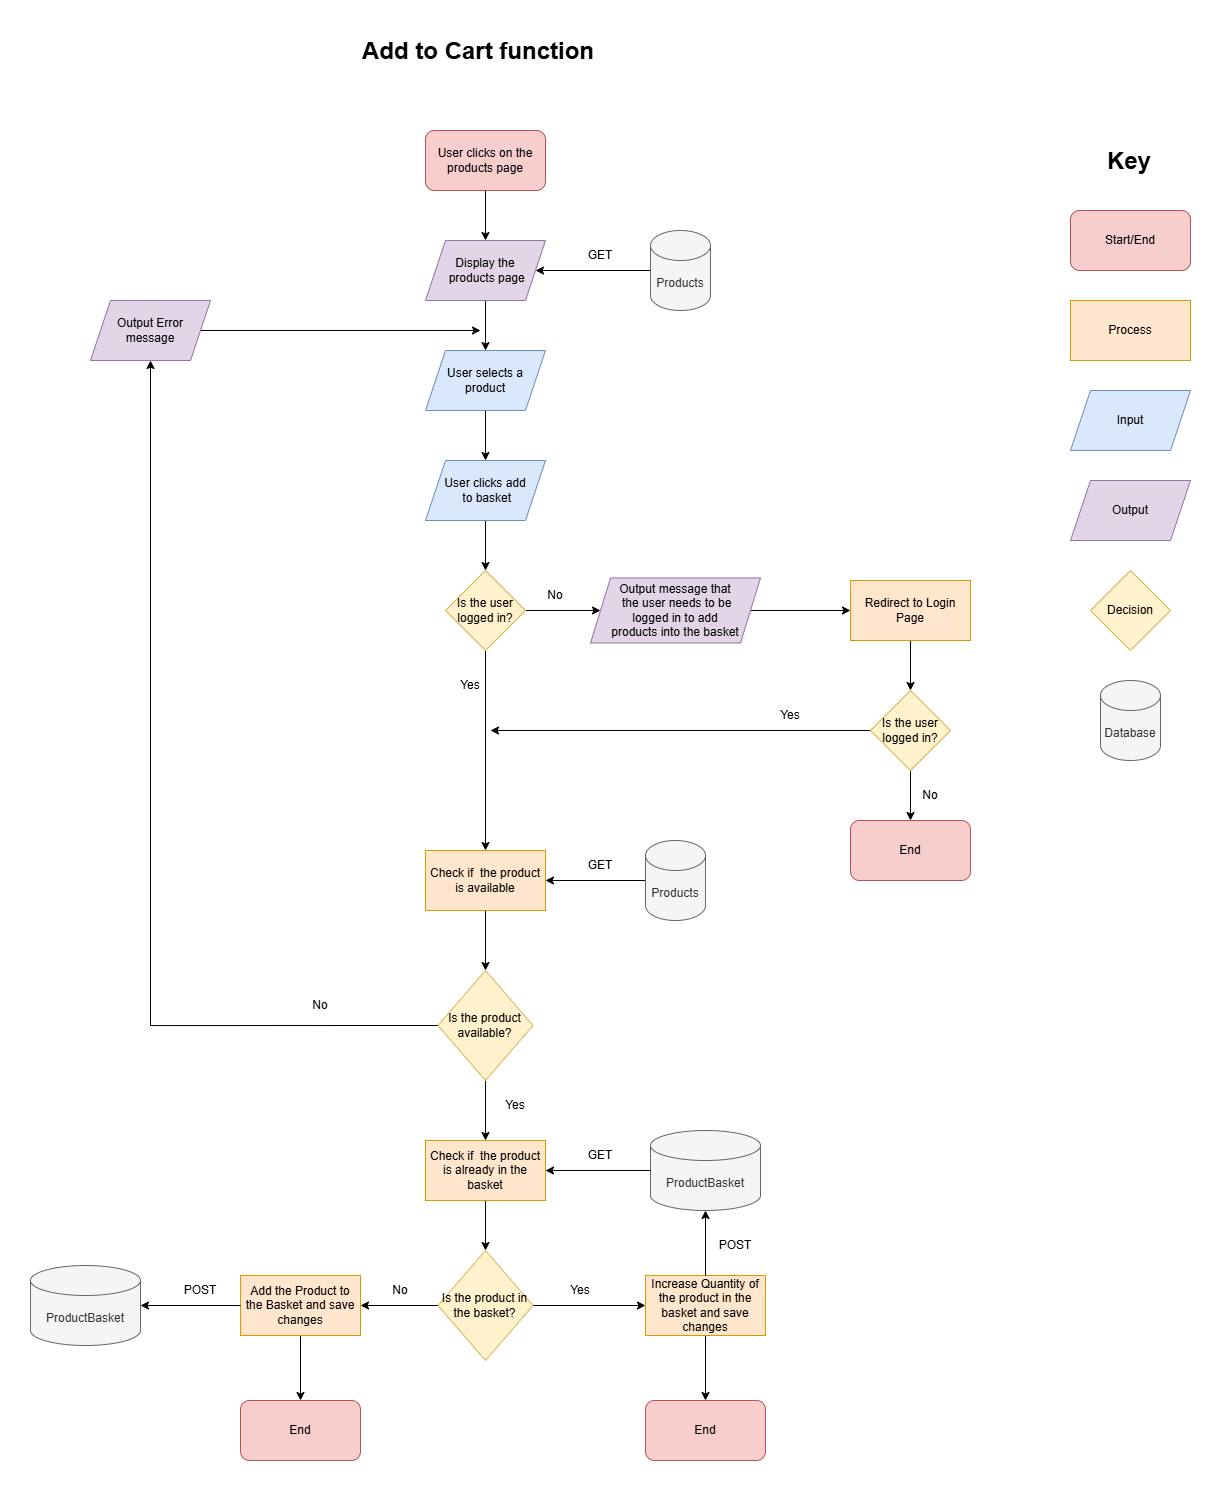 Add to Cart function
User clicks on the
products page
Display the
products page
GET
Products
Output Error
message
User selects a
product
User clicks add
to basket
Is the user
logged in?
No
Output message that
the user needs to be
logged in to add
products into the basket
Redirect to Login
Page
Yes
Yes
Is the user
logged in?
No
End
Check if  the product
is available
GET
Products
No
Is the product
available?
Yes
Check if  the product
is already in the
basket
GET
ProductBasket
POST
ProductBasket
POST
Add the Product to
the Basket and save
changes
No
Is the product in
the basket?
Yes
Increase Quantity of
the product in the
basket and save
changes
End
End
Key
Start/End
Process
Input
Output
Decision
Database